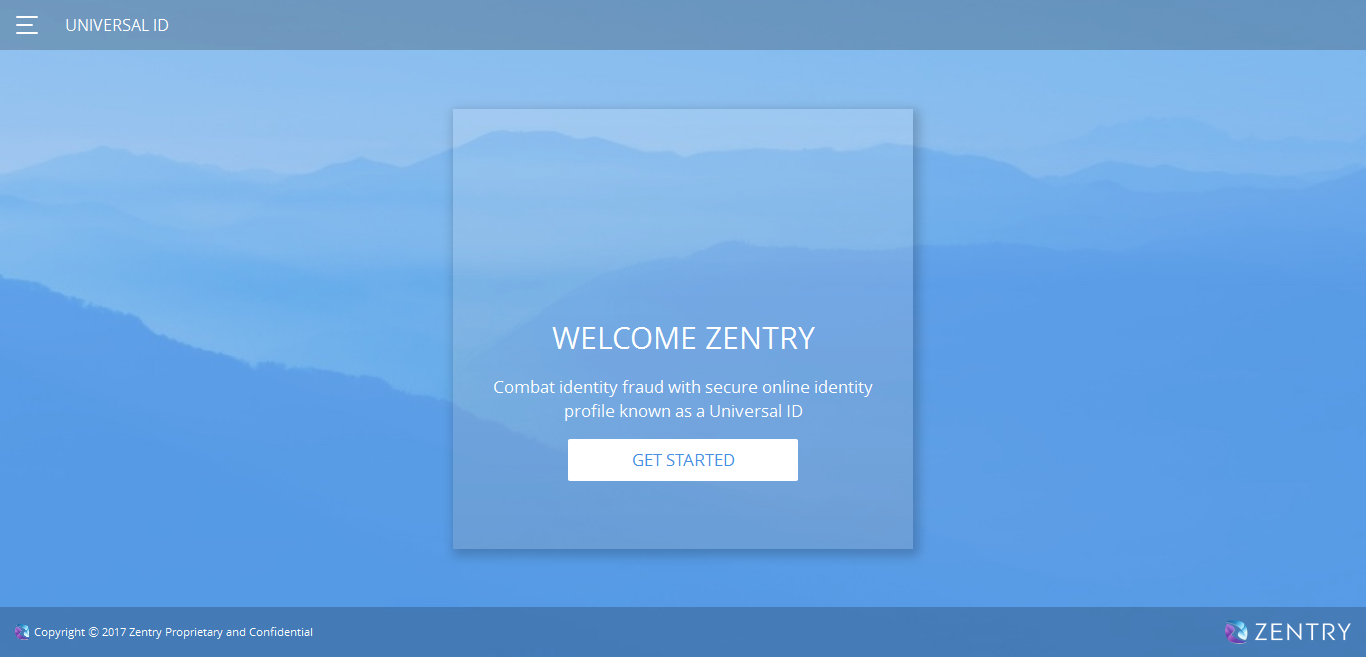 UNIVERSAL ID
WELCOME ZENTRY
Combat identity fraud with secure online identity
profile known as a Universal ID
GET STARTED
Copyright © 2017 Zentry Proprietary and Confidential
ZENTRY